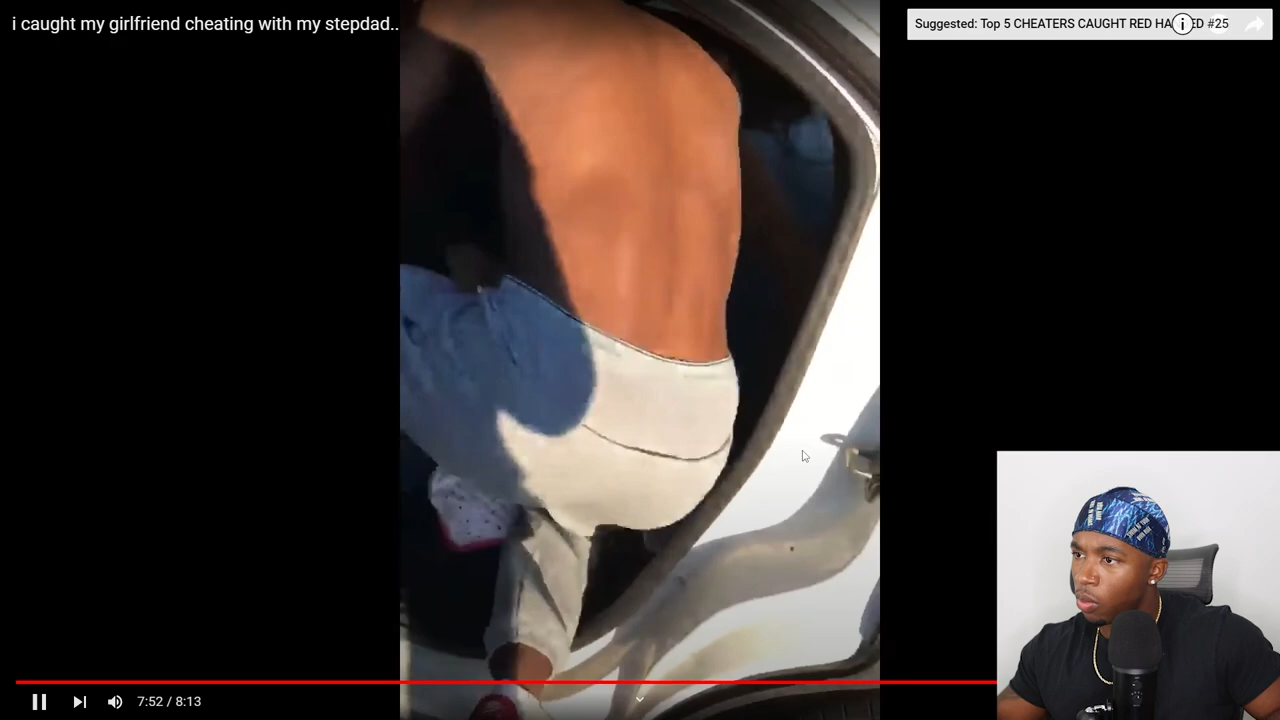 i caught my girlfriend cheating with my stepdad..
Suggested: Top 5 CHEATERS CAUGHT RED HA ED #25
7:52 / 8:13